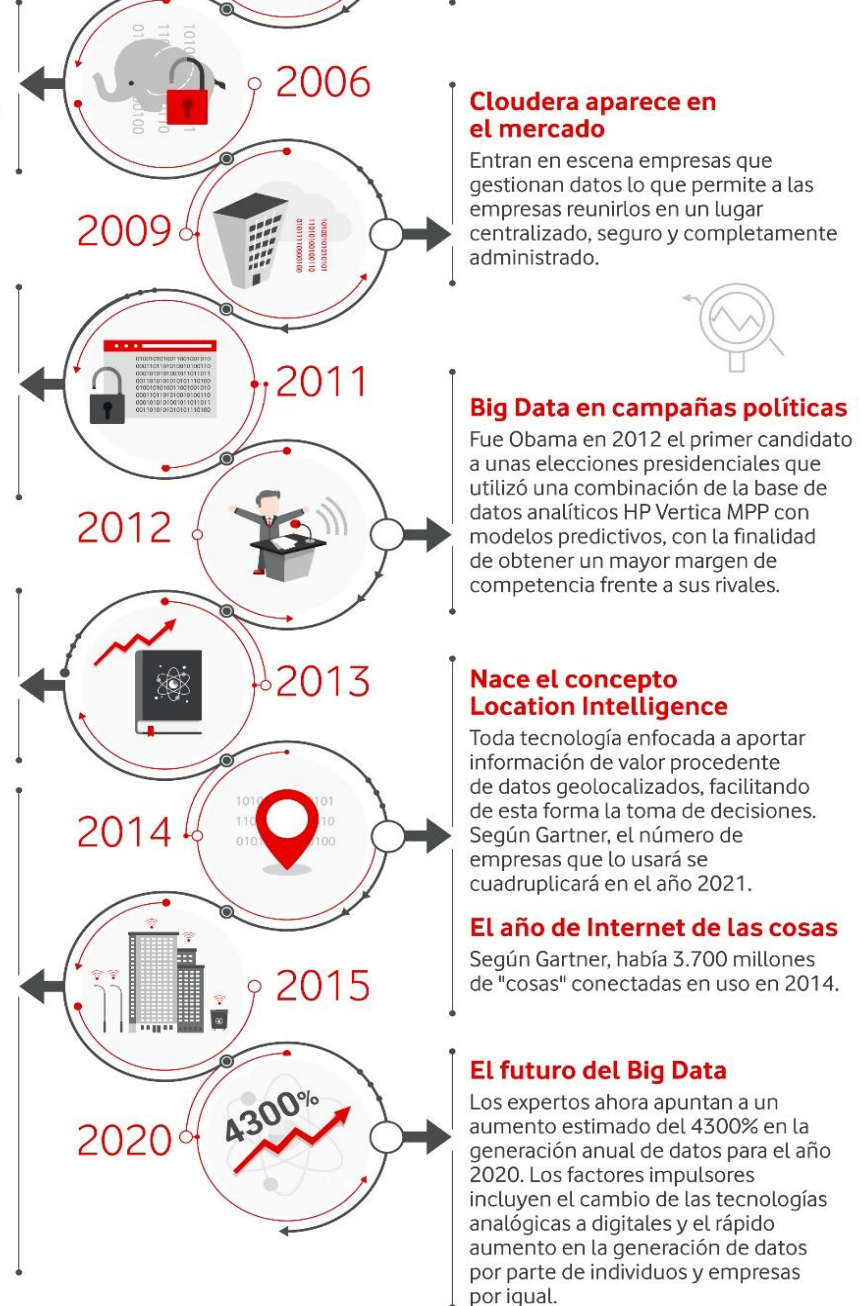 2006
Cloudera aparece en
el mercado
Entran en escena empresas que
gestionan datos lo que permite a las
empresas reunirlos en un lugar
centralizado, seguro y completamente
administrado.
2009
2011
Big Data en campañas políticas
Fue Obama en 2012 el primer candidato
a unas elecciones presidenciales que
utilizó una combinación de la base de
datos analíticos HP Vertica MPP con
modelos predictivos, con la finalidad
de obtener un mayor margen de
competencia frente a sus rivales.
2012
2013
Nace el concepto
Location Intelligence
Toda tecnología enfocada a aportar
información de valor procedente
de datos geolocalizados, facilitando
de esta forma la toma de decisiones.
Según Gartner, el número de
empresas que lo usará se
cuadruplicará en el año 2021.
2014
El año de Internet de las cosas
Según Gartner, había 3.700 millones
de "cosas" conectadas en uso en 2014.
2015
El futuro del Big Data
Los expertos ahora apuntan a un
aumento estimado del 4300% en la
generación anual de datos para el año
2020. Los factores impulsores
incluyen el cambio de las tecnologías
analógicas a digitales y el rápido
aumento en la generación de datos
por parte de individuos y empresas
por igual.
2020
4300%